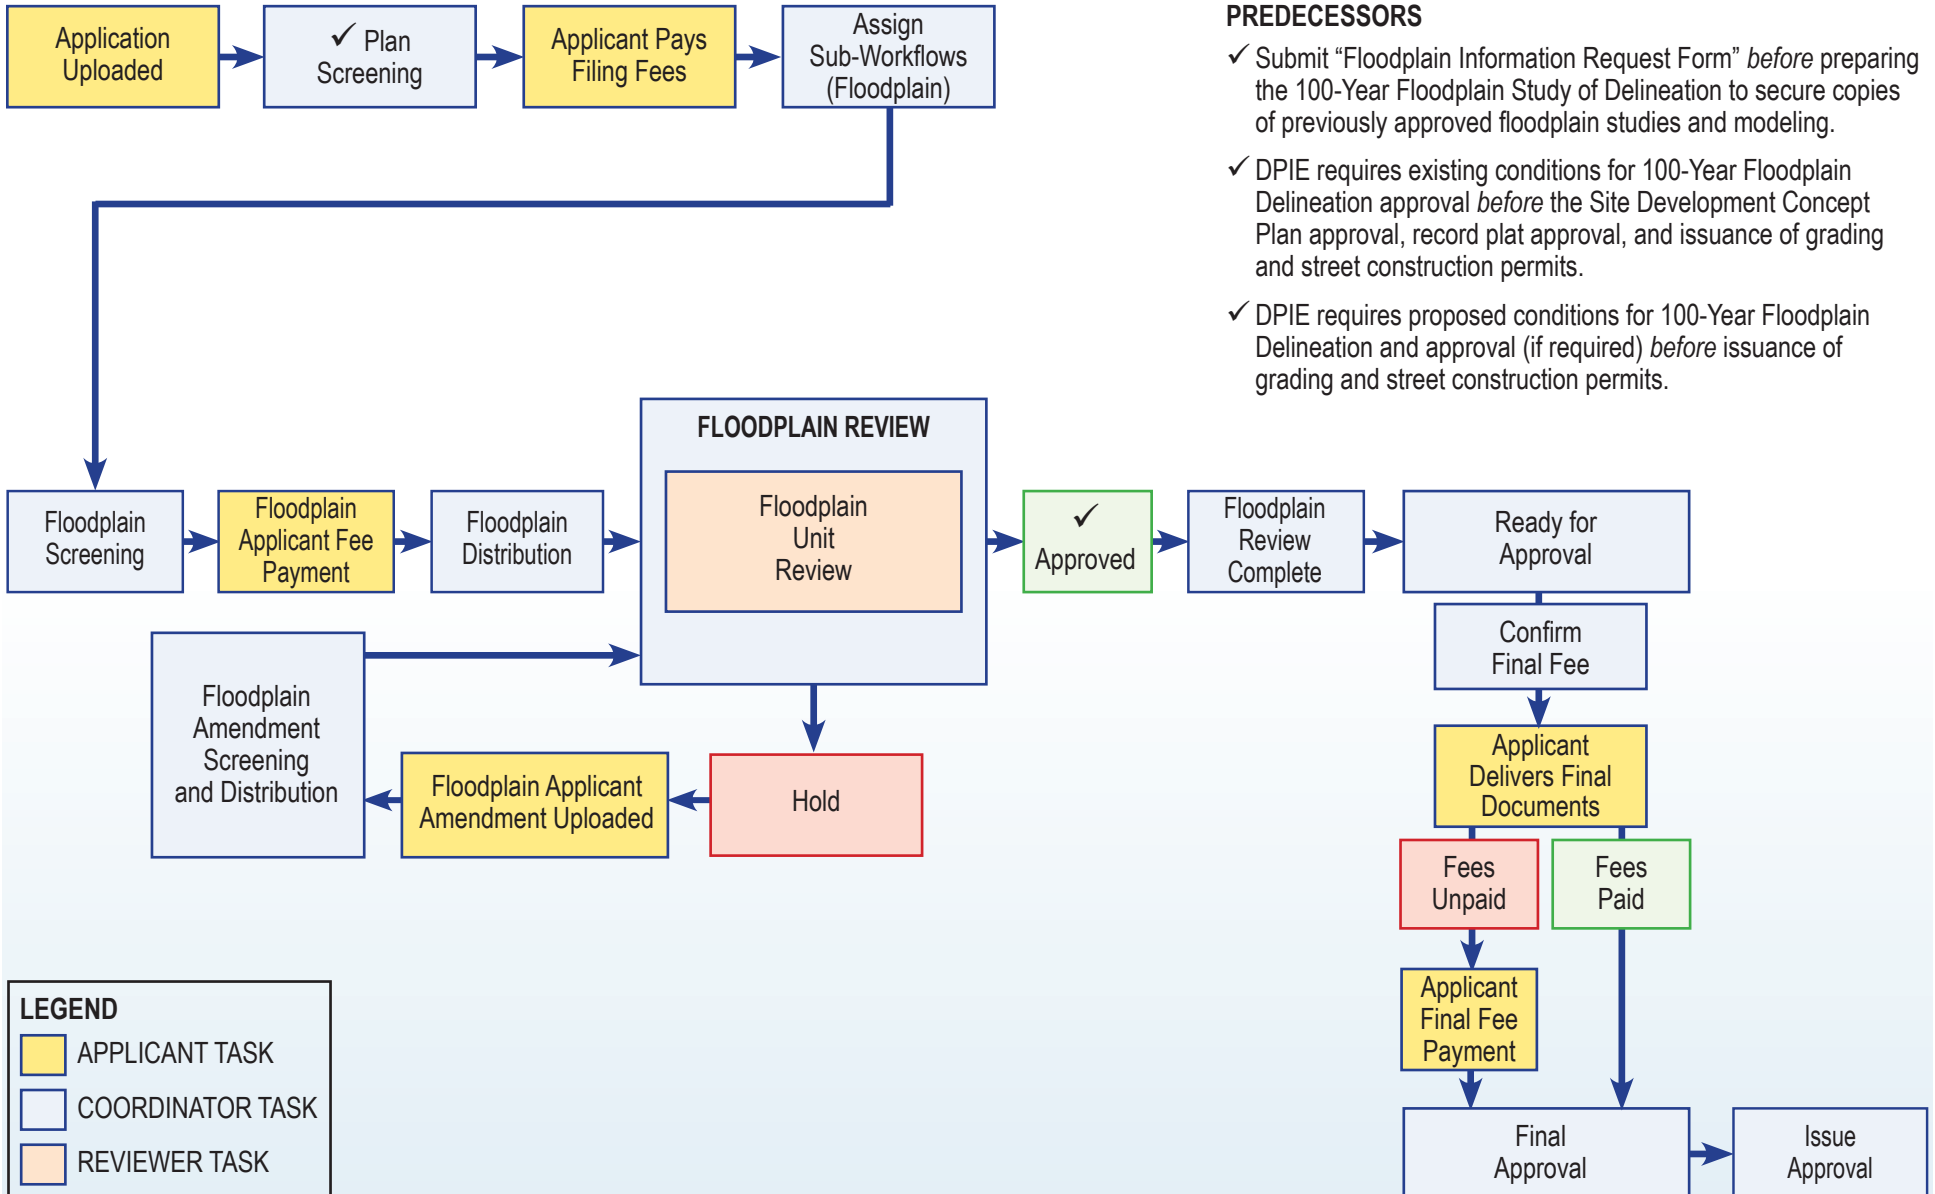 Application
Uploaded
✓ Plan
Screening
Applicant Pays
Filing Fees
Assign
Sub-Workflows
(Floodplain)
PREDECESSORS
✓ Submit “Floodplain Information Request Form” before preparing
the 100-Year Floodplain Study of Delineation to secure copies
of previously approved floodplain studies and modeling.
✓ DPIE requires existing conditions for 100-Year Floodplain
Delineation approval before the Site Development Concept
Plan approval, record plat approval, and issuance of grading
and street construction permits.
✓ DPIE requires proposed conditions for 100-Year Floodplain
Delineation and approval (if required) before issuance of
grading and street construction permits.
Floodplain
Screening
Floodplain
Applicant Fee
Payment
Floodplain
Distribution
FLOODPLAIN REVIEW
Floodplain
Unit
Review
✓
Approved
Floodplain
Review
Complete
Ready for
Approval
Confirm
Final Fee
Floodplain
Amendment
Screening
and Distribution
Floodplain Applicant
Amendment Uploaded
Hold
Applicant
Delivers Final
Documents
Fees
Unpaid
Fees
Paid
Applicant
Final Fee
Payment
Final
Approval
Issue
Approval
LEGEND
APPLICANT TASK
COORDINATOR TASK
REVIEWER TASK